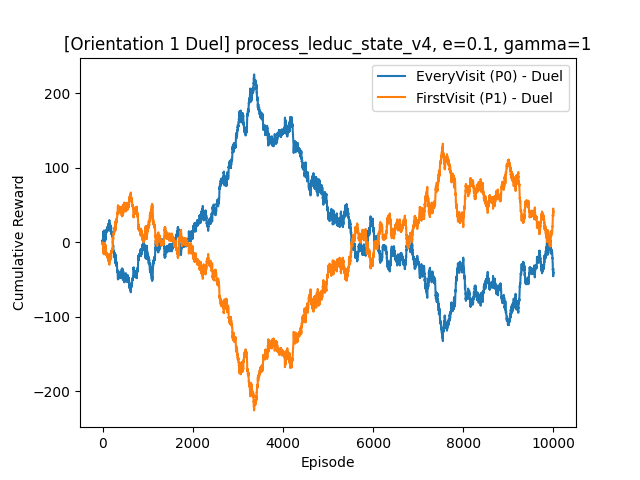 [Orientation 1 Duel] process_leduc_state_v4, e=0.1, gamma=1
EveryVisit (P0) - Duel
FirstVisit (P1) - Duel
Cumulative Reward
200
100
0
−100
−200
0 2000 4000 6000 8000 10000
Episode